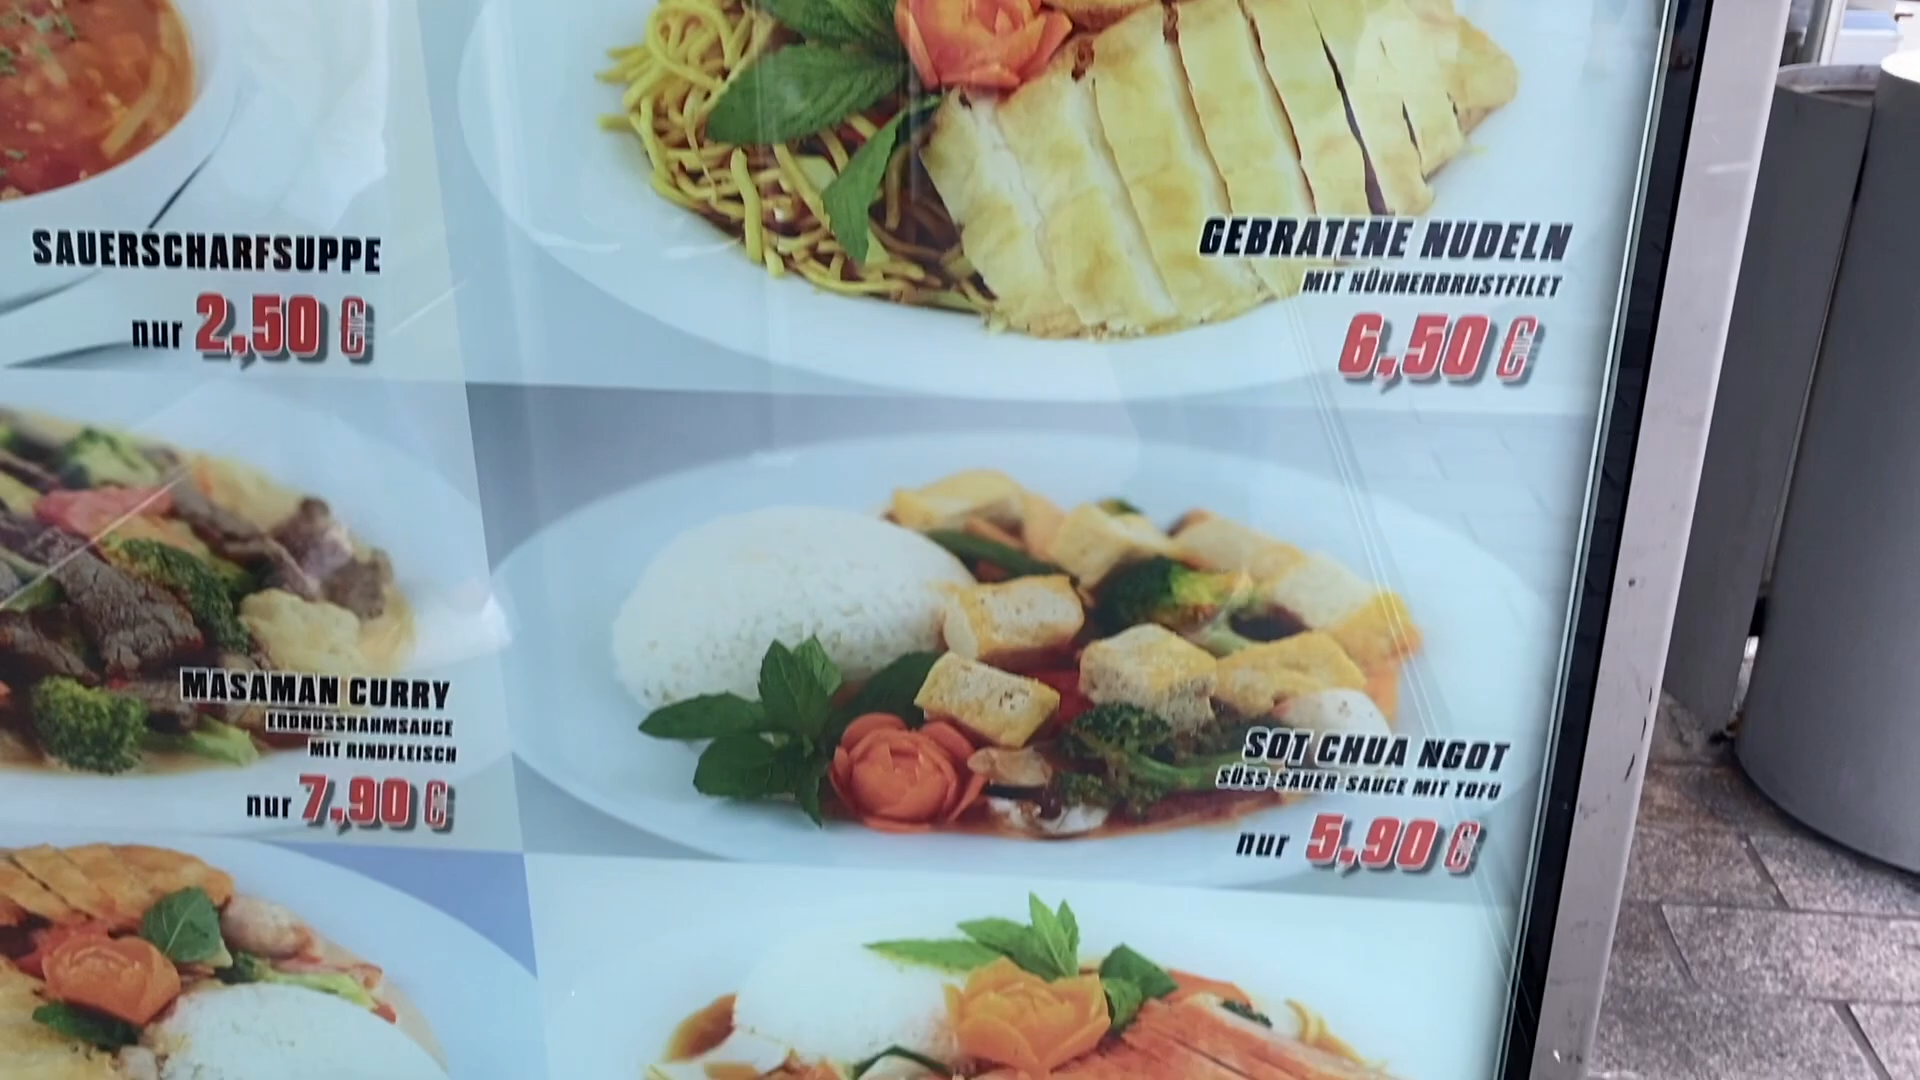 SAUERSCHARFSUPPE
nur 2,50 €
GEBRATENE NUDELN
MIT HÜHNERBRUSTFILET
6,50 €
MASAMAN CURRY
ERDNUSSRAHMSAUCE
MIT RINDFLEISCH
nur 7,90 €
SOT CHUA NGOT
SÜSS-SAUER-SAUCE MIT TOFU
nur 5,90 €